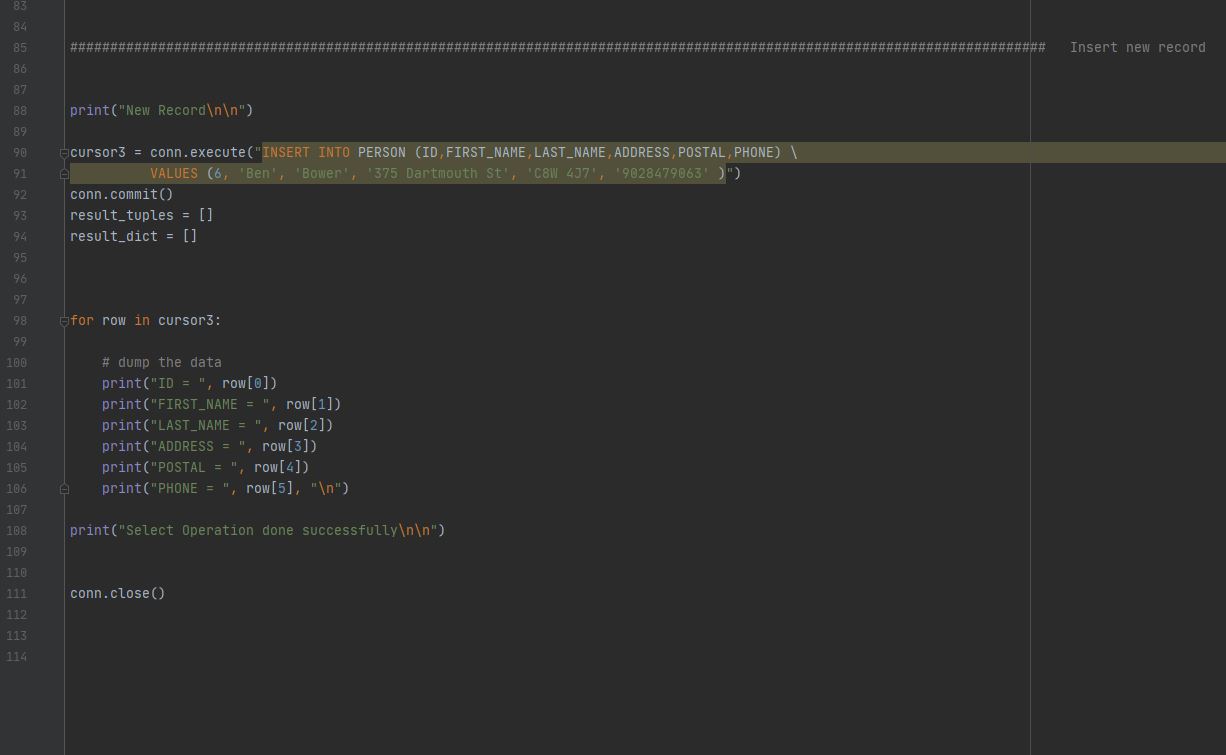 83
84
85 ########################################################################################################################## Insert new record
86
87
88 print("New Record\n\n")
89
90 cursor3 = conn.execute("INSERT INTO PERSON (ID,FIRST_NAME,LAST_NAME,ADDRESS,POSTAL,PHONE) \
91           VALUES (6, 'Ben', 'Bower', '375 Dartmouth St', 'C8W 4J7', '9028479063' )")
92 conn.commit()
93 result_tuples = []
94 result_dict = []
95
96
97
98 for row in cursor3:
99
100     # dump the data
101     print("ID = ", row[0])
102     print("FIRST_NAME = ", row[1])
103     print("LAST_NAME = ", row[2])
104     print("ADDRESS = ", row[3])
105     print("POSTAL = ", row[4])
106     print("PHONE = ", row[5], "\n")
107
108 print("Select Operation done successfully\n\n")
109
110
111 conn.close()
112
113
114